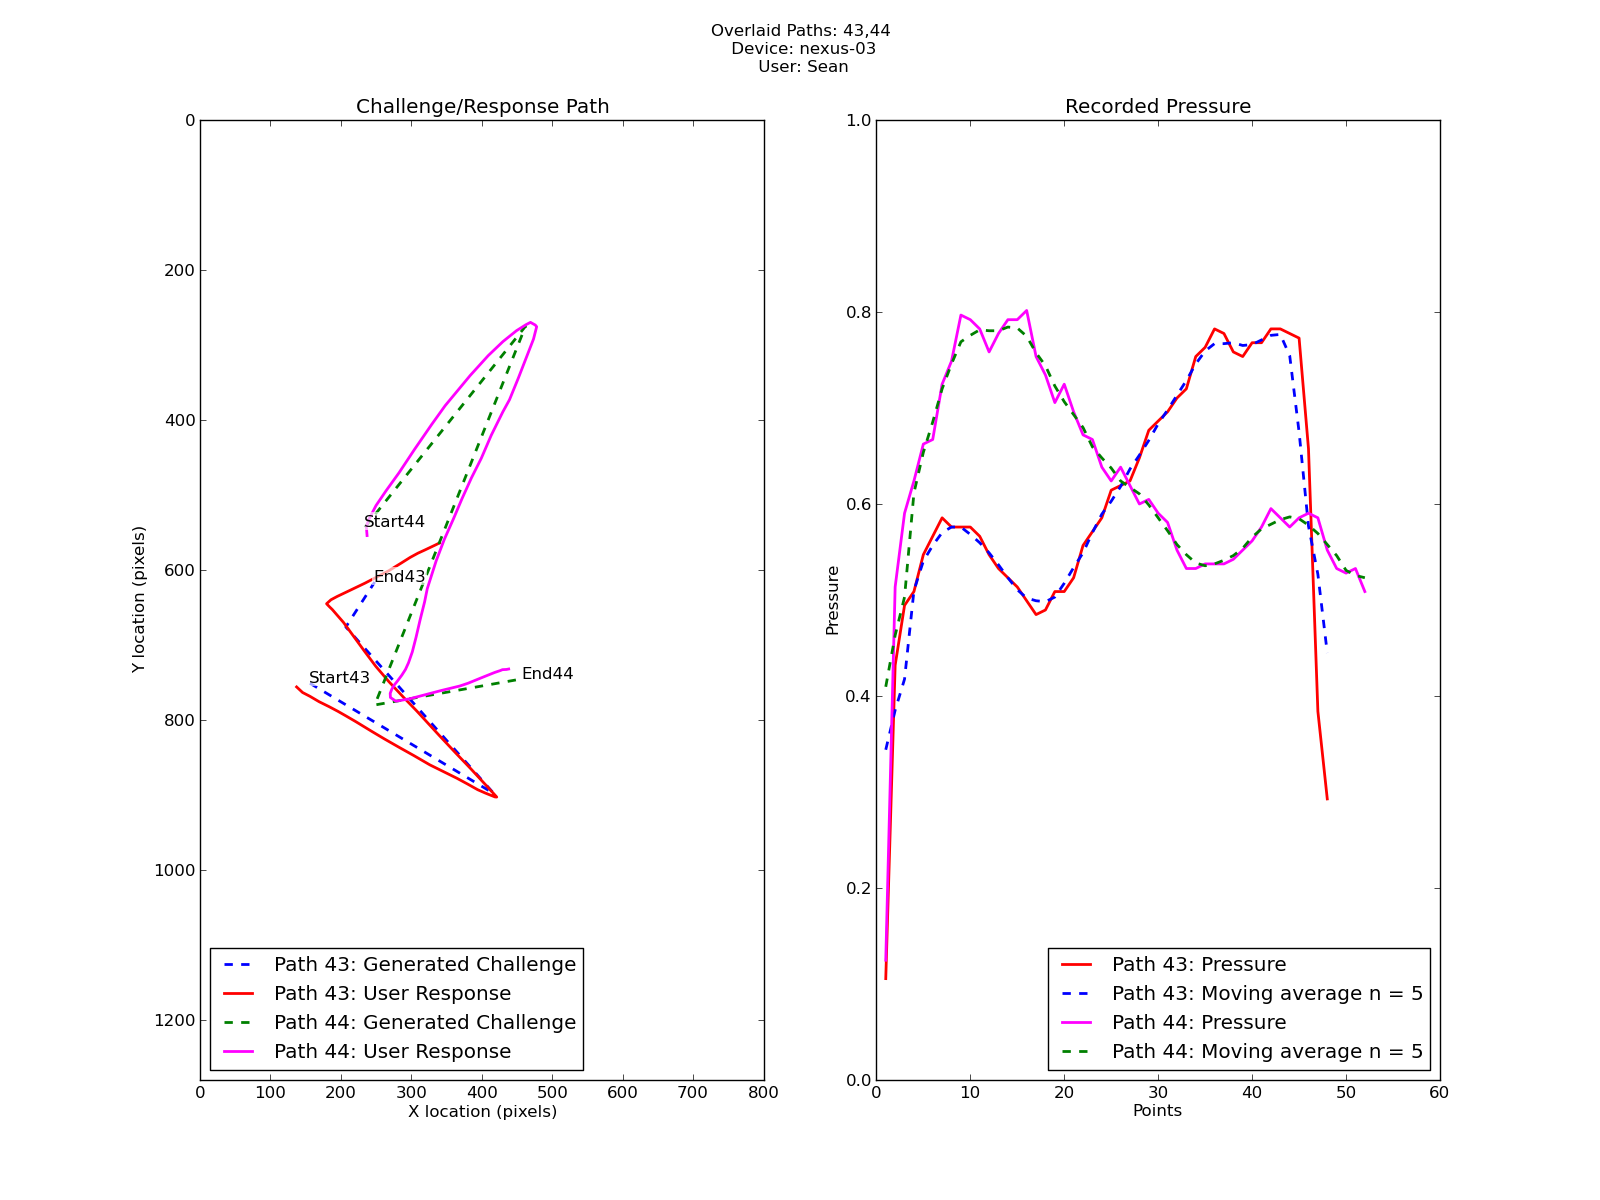 Overlaid Paths: 43,44
Device: nexus-03
User: Sean
Challenge/Response Path
0
200
400
600
800
1000
1200
Y location (pixels)
Start44
End43
Start43
End44
Path 43: Generated Challenge
Path 43: User Response
Path 44: Generated Challenge
Path 44: User Response
0 100 200 300 400 500 600 700 800
X location (pixels)
Recorded Pressure
1.0
0.8
0.6
0.4
0.2
0.0
Pressure
Path 43: Pressure
Path 43: Moving average n = 5
Path 44: Pressure
Path 44: Moving average n = 5
0 10 20 30 40 50 60
Points